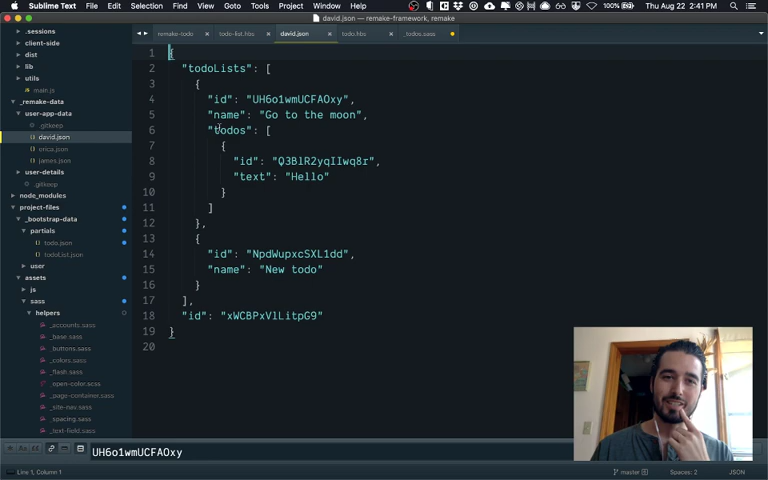 Sublime Text File Edit Selection Find View Goto Tools Project Window Help 100% Thu Aug 22 2:41 PM
david.json — remake-framework, remake
remake-todo todo-list.hbs david.json todo.hbs _todos.sass
.sessions
client-side
dist
lib
utils
main.js
_remake-data
user-app-data
.gitkeep
david.json
erica.json
james.json
user-details
.gitkeep
node_modules
project-files
_bootstrap-data
partials
todo.json
todoList.json
user
assets
js
sass
helpers
_accounts.sass
_base.sass
_buttons.sass
_colors.sass
_flash.sass
_open-color.scss
_page-container.sass
_site-nav.sass
_spacing.sass
_text-field.sass
1 {
2 "todoLists": [
3 {
4 "id": "UH6o1wmUCFAOxy",
5 "name": "Go to the moon",
6 "todos": [
7 {
8 "id": "Q3BlR2yqIIwq8r",
9 "text": "Hello"
10 }
11 ]
12 },
13 {
14 "id": "NpdWupxcSXL1dd",
15 "name": "New todo"
16 }
17 ],
18 "id": "xWCBPxVlLitpG9"
19 }
20
.* Aa “” UH6o1wmUCFAOxy
Line 1, Column 1 master Spaces: 2 JSON